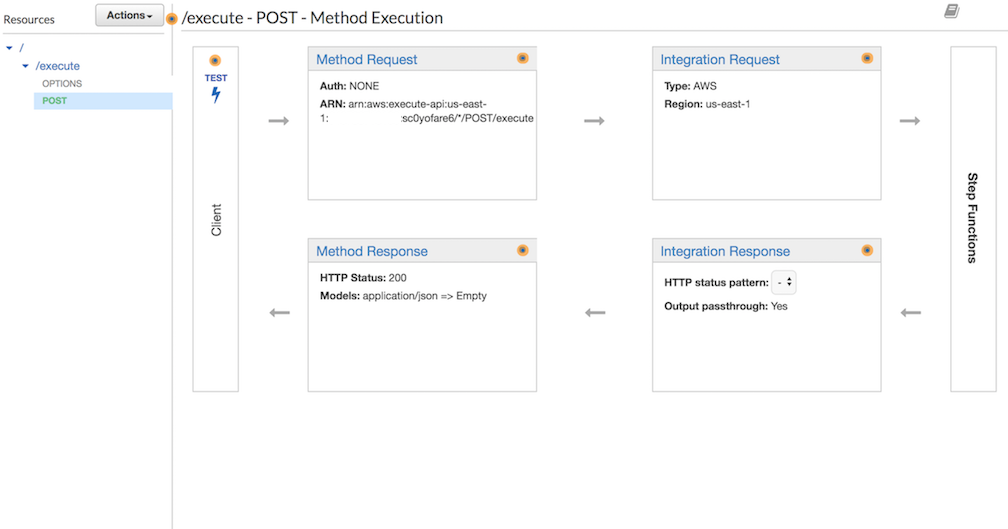 Resources
Actions
/execute - POST - Method Execution
/
/execute
OPTIONS
POST
TEST
Client
Method Request
Auth: NONE
ARN: arn:aws:execute-api:us-east-
1: :sc0yofare6/*/POST/execute
Integration Request
Type: AWS
Region: us-east-1
Step Functions
Method Response
HTTP Status: 200
Models: application/json => Empty
Integration Response
HTTP status pattern: -
Output passthrough: Yes